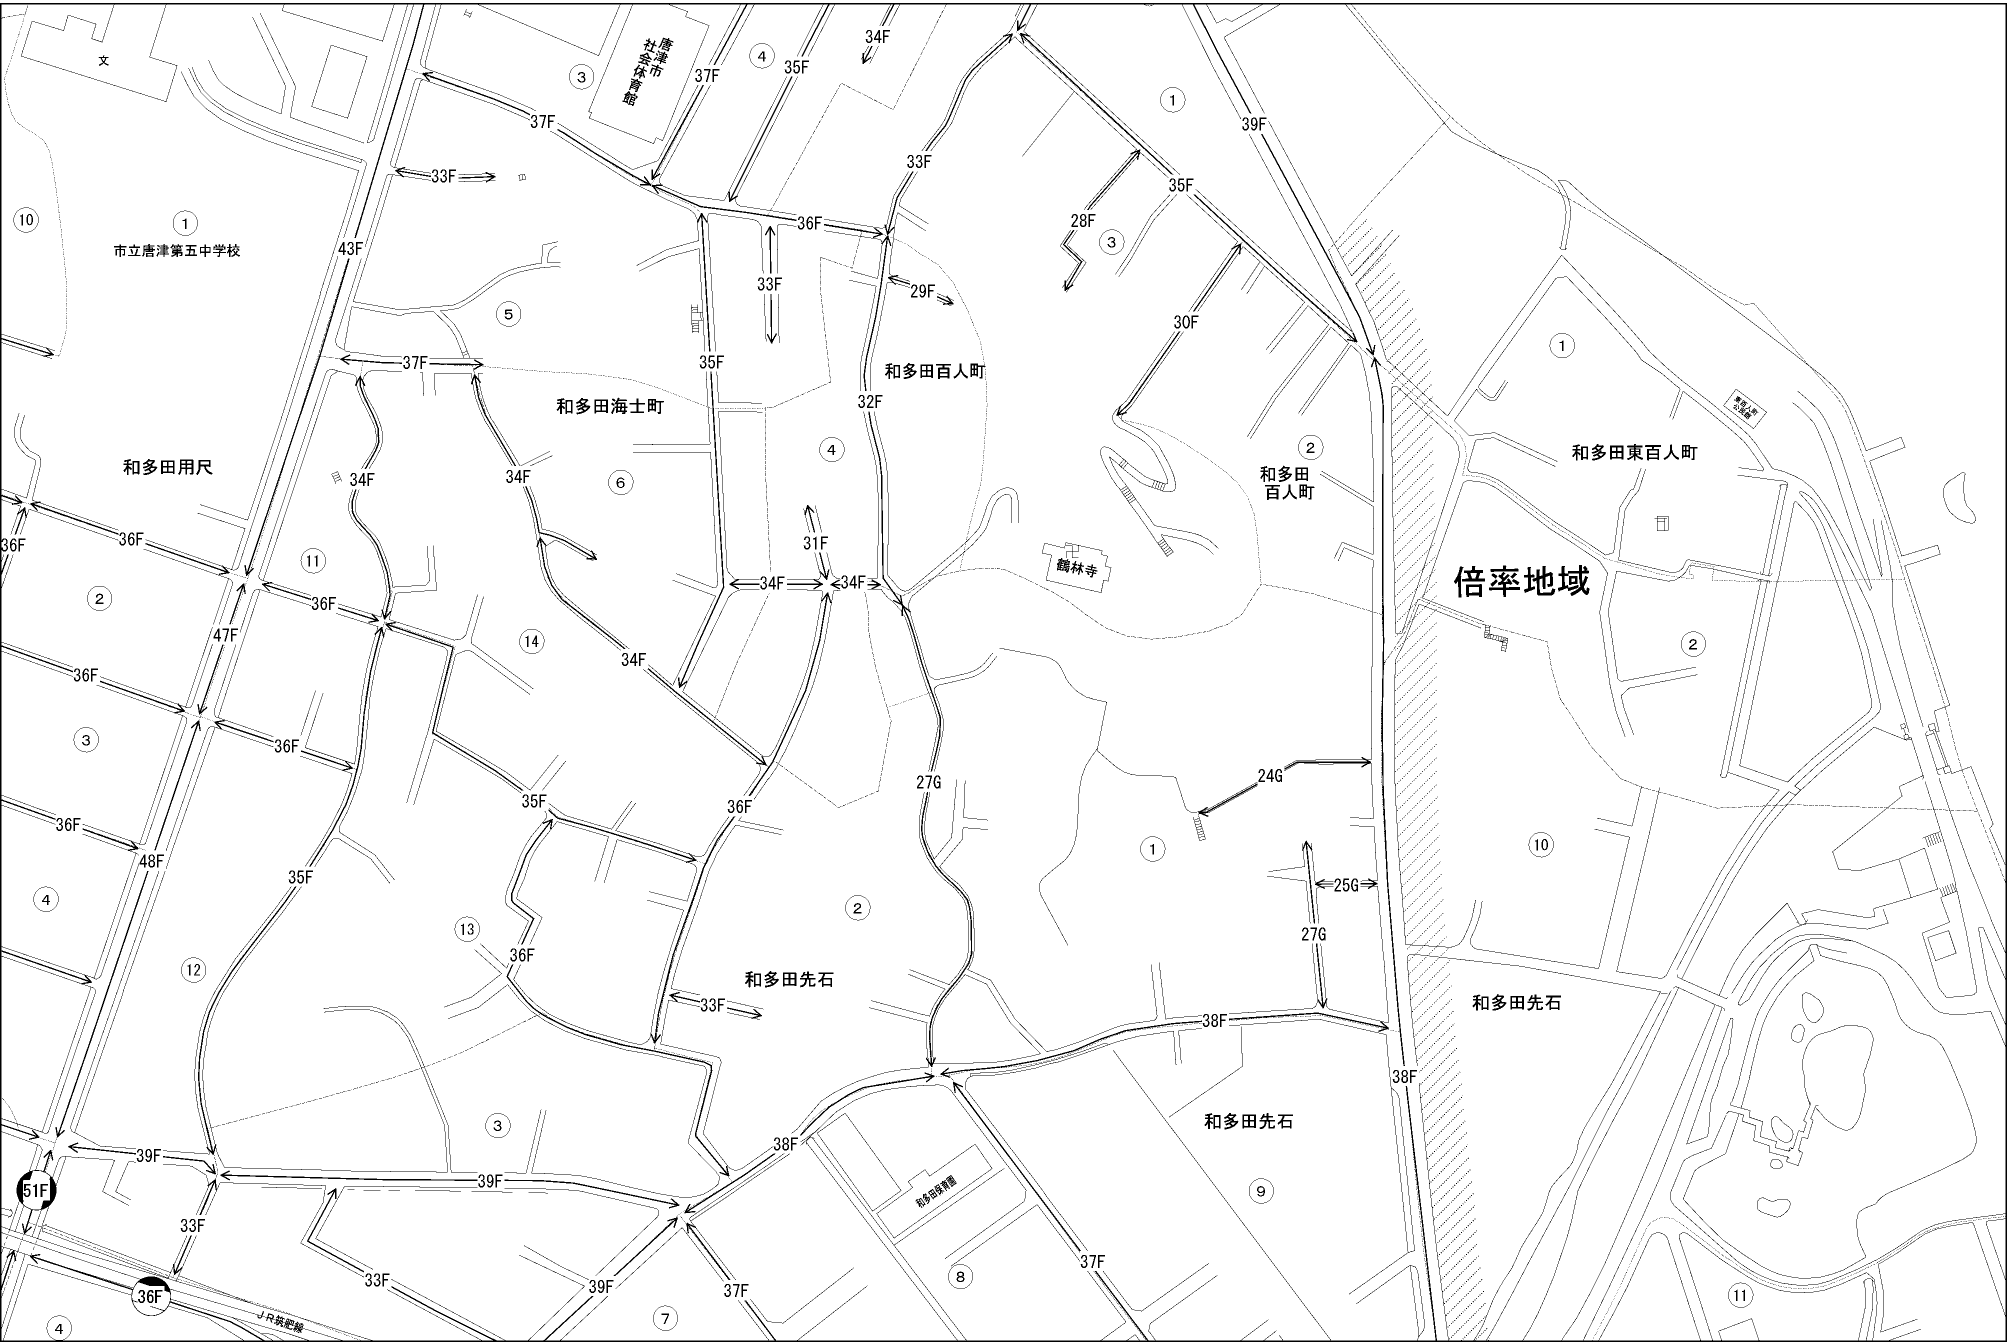 文
唐津市
社会体育館
③
④
34F
37F
35F
37F
①
39F
33F
33F
35F
⑩
①
市立唐津第五中学校
43F
36F
28F
③
33F
29F
⑤
30F
37F
35F
和多田百人町
①
東百人町
公民館
和多田海士町
32F
和多田用尺
34F
34F
⑥
④
②
和多田
百人町
和多田東百人町
36F
36F
31F
⑪
34F
34F
鶴林寺
倍率地域
②
36F
47F
⑭
34F
②
36F
③
36F
27G
24G
35F
36F
36F
48F
35F
①
⑩
25G
④
②
13
36F
27G
⑫
和多田先石
33F
38F
和多田先石
38F
③
和多田先石
38F
39F
39F
51F
和多田保育園
⑨
33F
33F
39F
37F
37F
⑧
36F
JR筑肥線
⑦
④
⑪